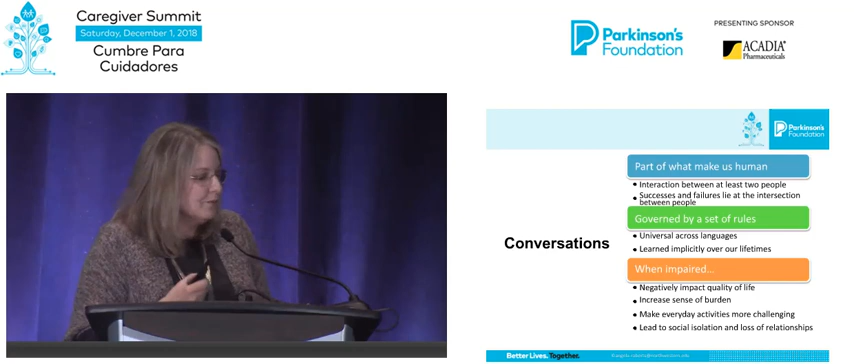 Caregiver Summit
Saturday, December 1, 2018
Cumbre Para
Cuidadores
Parkinson's
Foundation
PRESENTING SPONSOR
ACADIA
Pharmaceuticals
Parkinson's
Foundation
Conversations
Part of what make us human
• Interaction between at least two people
• Successes and failures lie at the intersection
between people
Governed by a set of rules
• Universal across languages
• Learned implicitly over our lifetimes
When impaired...
• Negatively impact quality of life
• Increase sense of burden
• Make everyday activities more challenging
• Lead to social isolation and loss of relationships
Better Lives. Together.